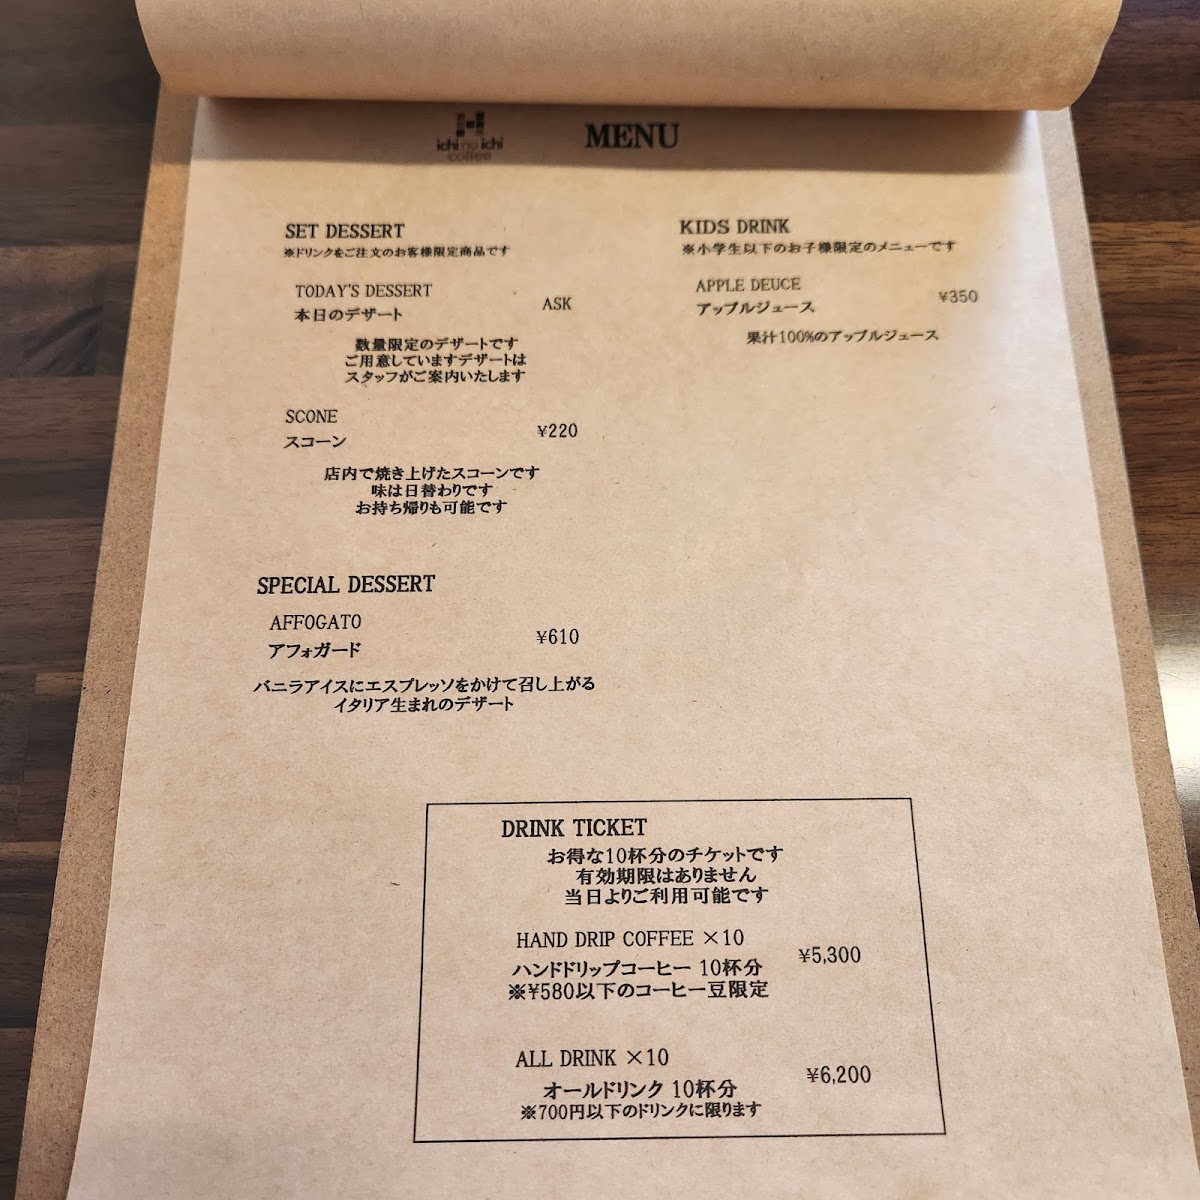 ichi no ichi
coffee
MENU
SET DESSERT
※ドリンクをご注文のお客様限定商品です
TODAY'S DESSERT
本日のデザート
ASK
数量限定のデザートです
ご用意していますデザートは
スタッフがご案内いたします
SCONE
スコーン
¥220
店内で焼き上げたスコーンです
味は日替わりです
お持ち帰りも可能です
SPECIAL DESSERT
AFFOGATO
アフォガード
¥610
バニラアイスにエスプレッソをかけて召し上がる
イタリア生まれのデザート
KIDS DRINK
※小学生以下のお子様限定のメニューです
APPLE DEUCE
アップルジュース
¥350
果汁100%のアップルジュース
DRINK TICKET
お得な10杯分のチケットです
有効期限はありません
当日よりご利用可能です
HAND DRIP COFFEE ×10
ハンドドリップコーヒー 10杯分
¥5,300
※¥580以下のコーヒー豆限定
ALL DRINK ×10
オールドリンク 10杯分
¥6,200
※700円以下のドリンクに限ります